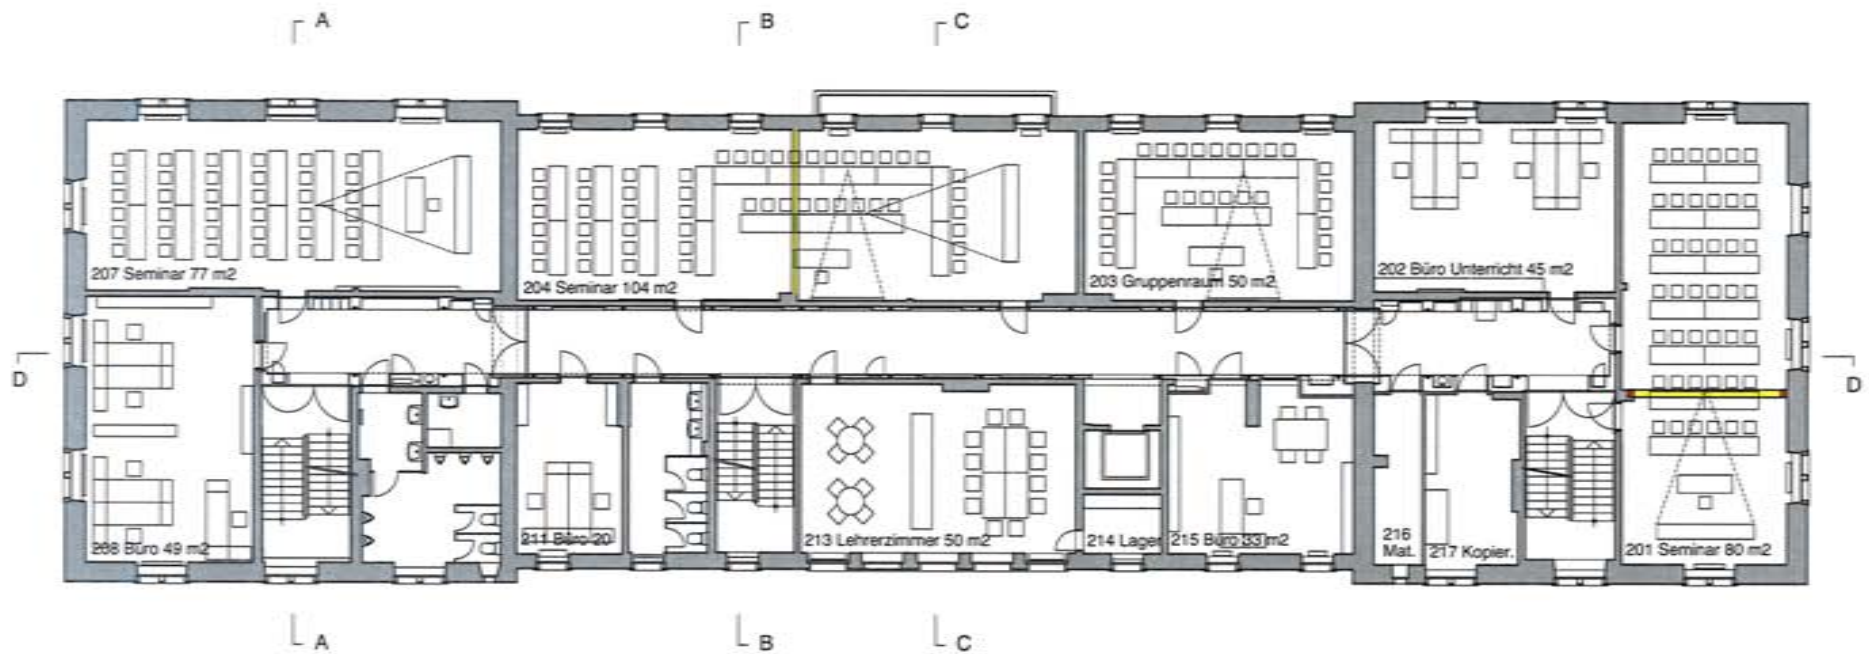 A
B
C
207 Seminar 77 m2
204 Seminar 104 m2
203 Gruppenraum 50 m2
202 Büro Unterricht 45 m2
D
D
208 Büro 49 m2
211 Büro 20
213 Lehrerzimmer 50 m2
214 Lager
215 Büro 33 m2
216
Mat.
217 Kopier.
201 Seminar 80 m2
A
B
C